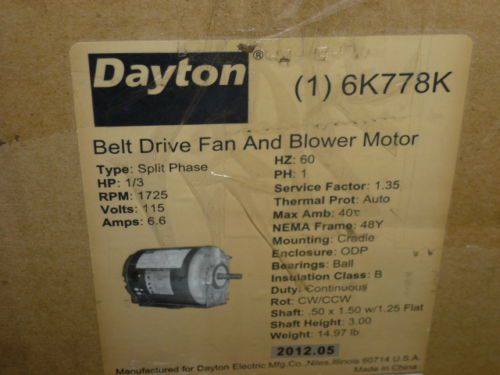 Dayton®
(1) 6K778K
Belt Drive Fan And Blower Motor
Type: Split Phase
HP: 1/3
RPM: 1725
Volts: 115
Amps: 6.6
HZ: 60
PH: 1
Service Factor: 1.35
Thermal Prot: Auto
Max Amb: 40c
NEMA Frame: 48Y
Mounting: Cradle
Enclosure: ODP
Bearings: Ball
Insulation Class: B
Duty: Continuous
Rot: CW/CCW
Shaft: .50 x 1.50 w/1.25 Flat
Shaft Height: 3.00
Weight: 14.97 lb
2012.05
Manufactured for Dayton Electric Mfg.Co.,Niles,Illinois 60714 U.S.A.
Made in China